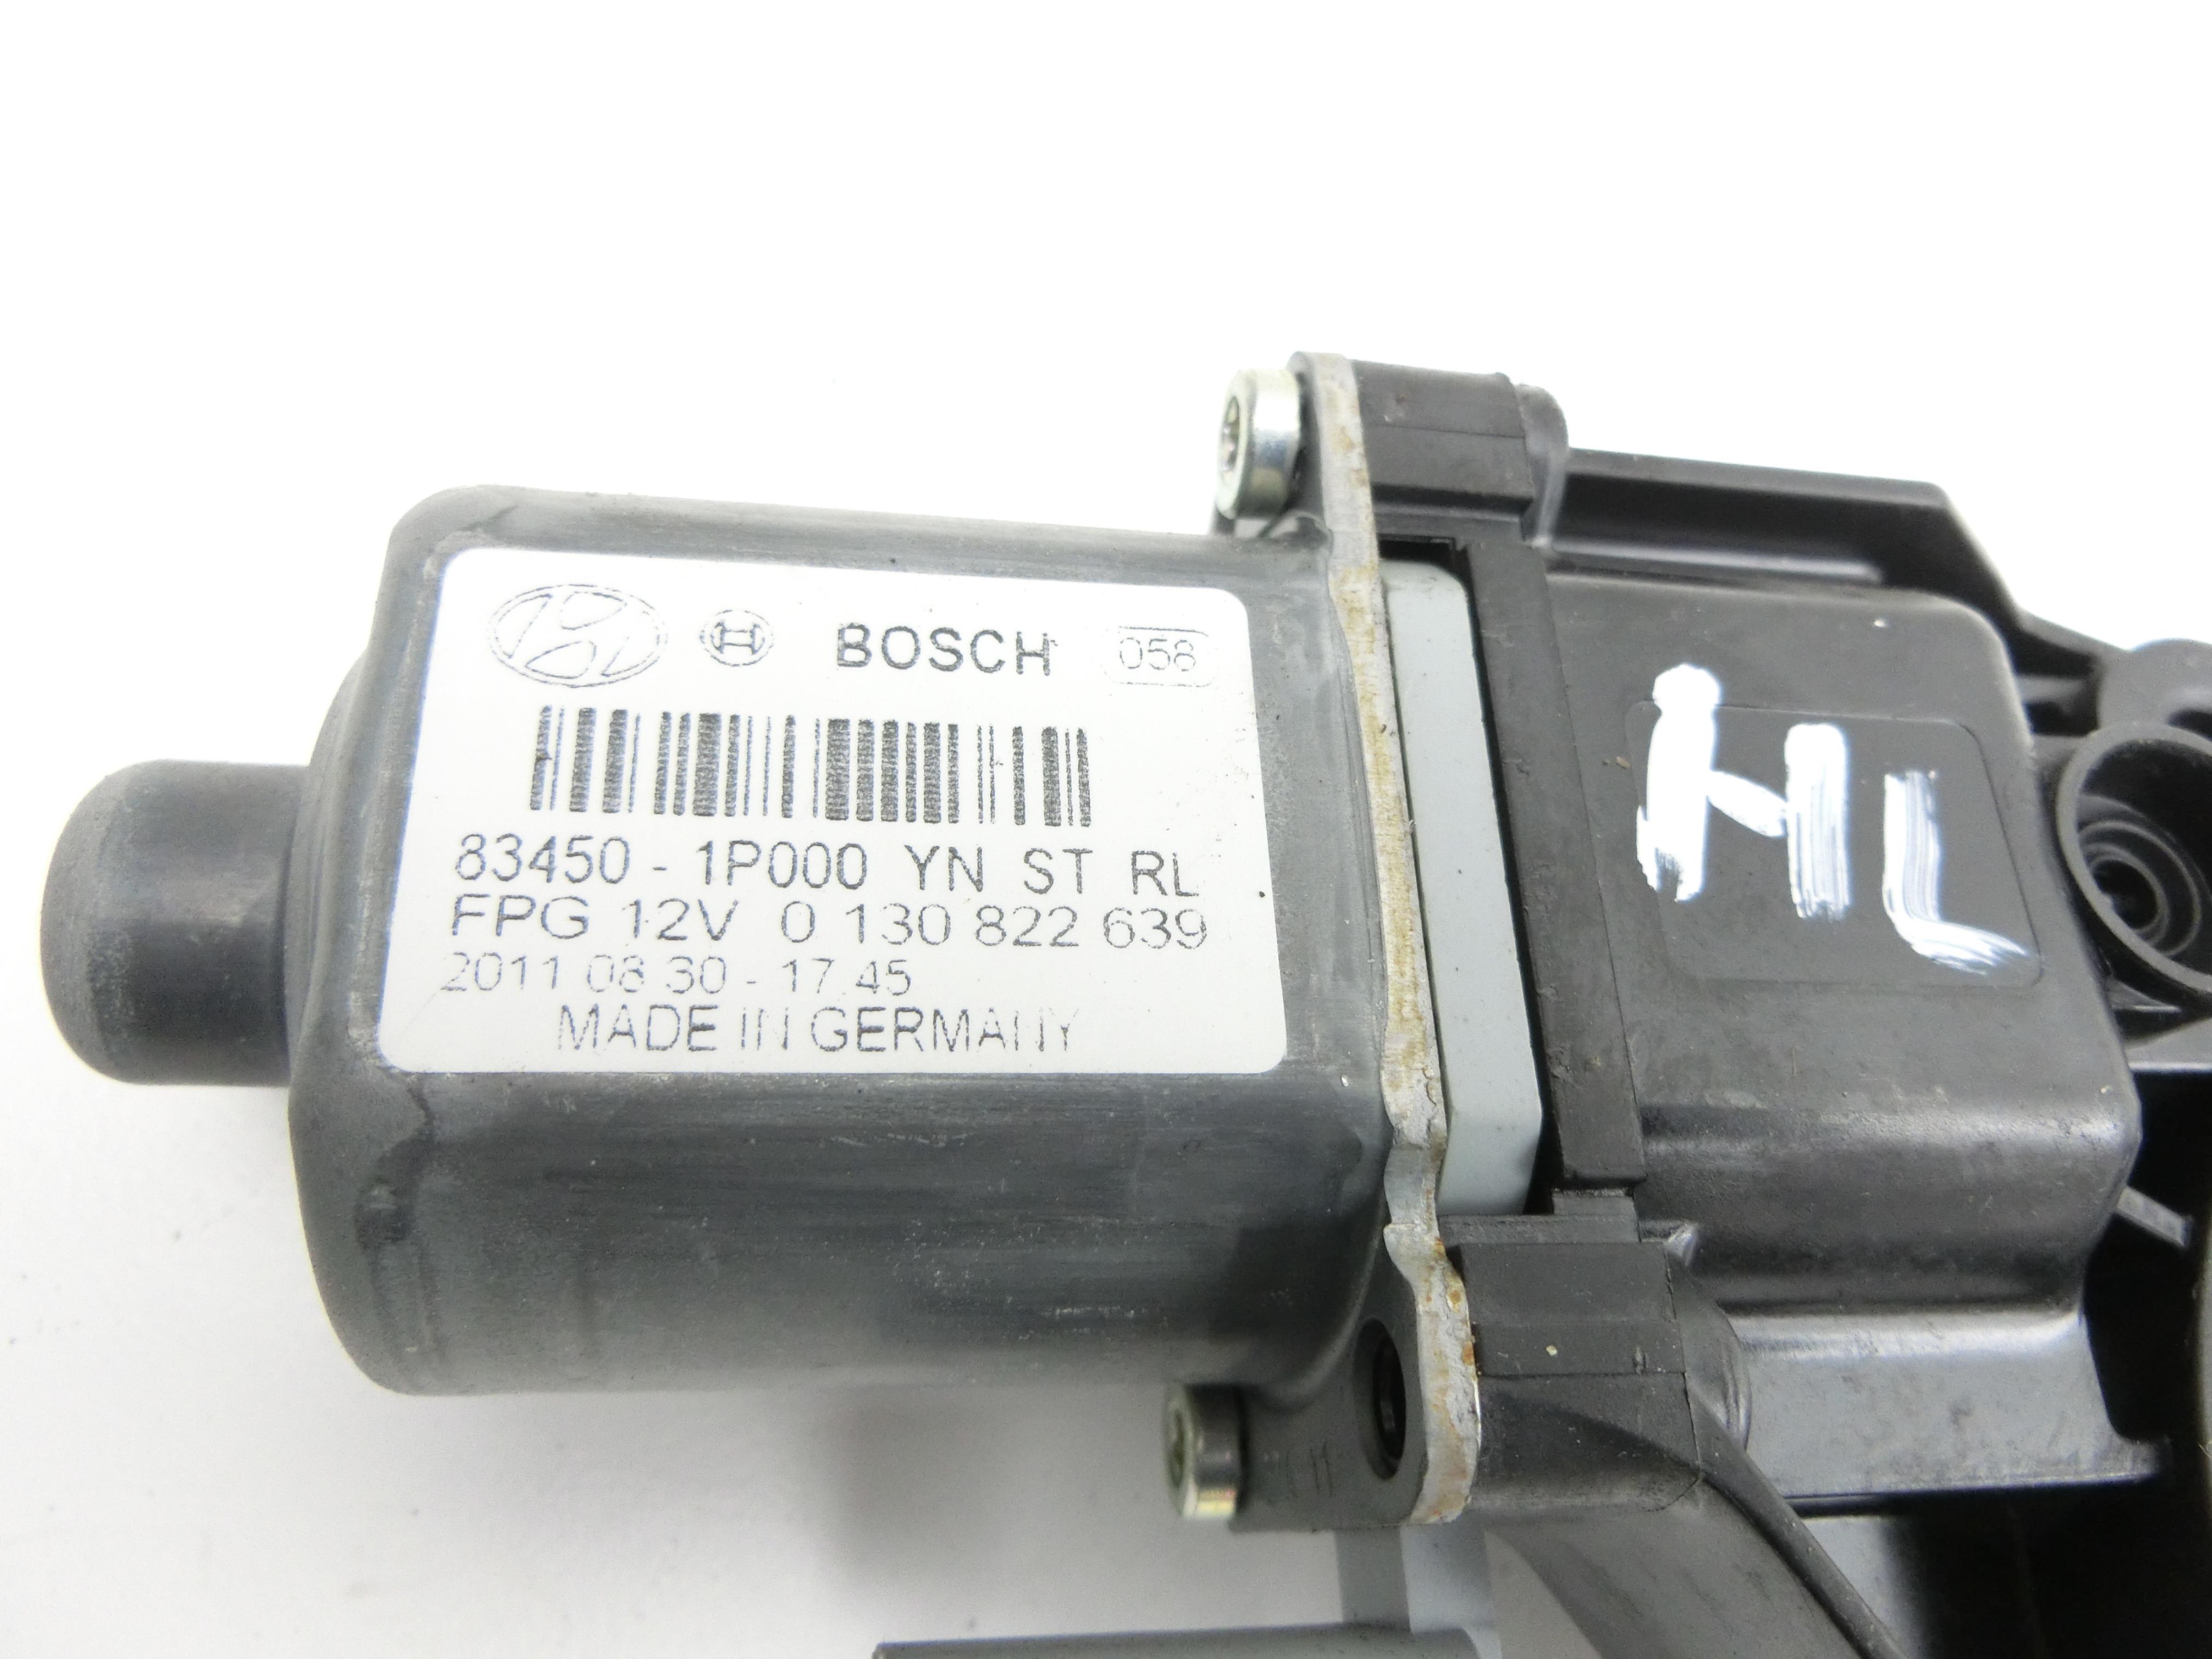 BOSCH 058
83450 - 1P000 YN ST RL
FPG 12V 0 130 822 639
2011 08 30 - 17.45
MADE IN GERMANY
HL